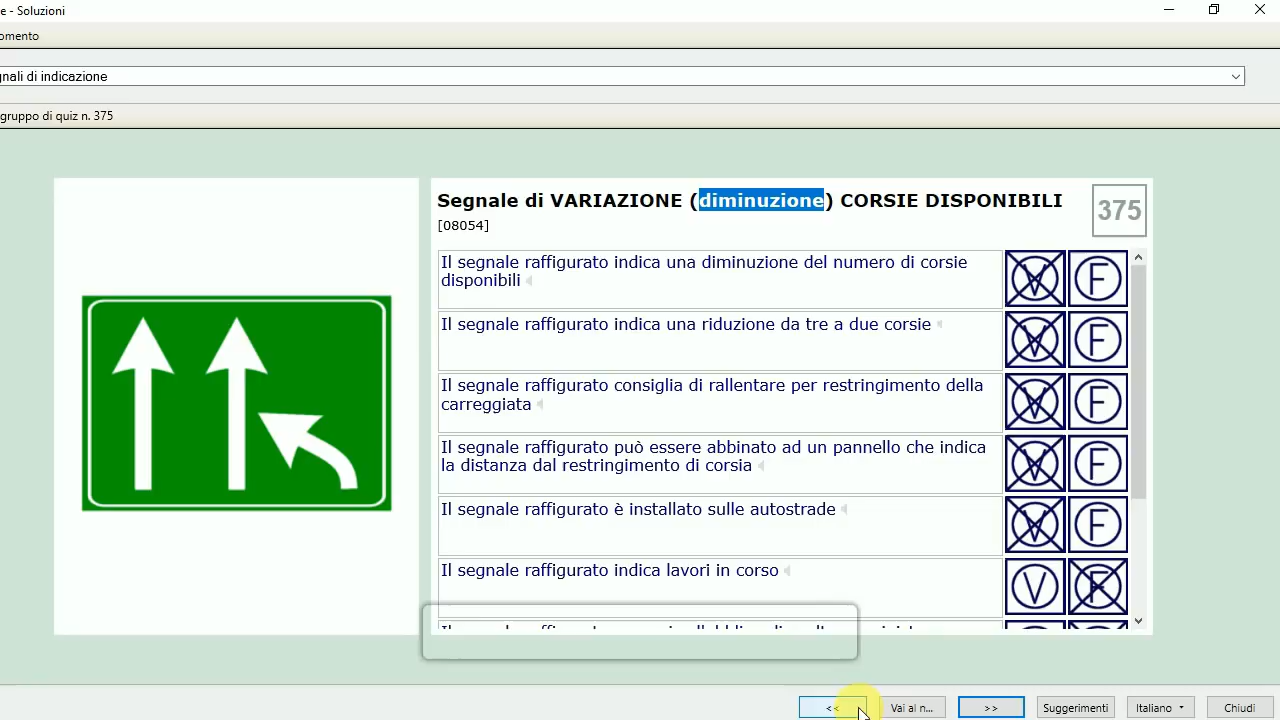 e - Soluzioni
omento
gnali di indicazione
gruppo di quiz n. 375
Segnale di VARIAZIONE (diminuzione) CORSIE DISPONIBILI
375
[08054]
Il segnale raffigurato indica una diminuzione del numero di corsie
disponibili
V F
Il segnale raffigurato indica una riduzione da tre a due corsie
V F
Il segnale raffigurato consiglia di rallentare per restringimento della
carreggiata
V F
Il segnale raffigurato può essere abbinato ad un pannello che indica
la distanza dal restringimento di corsia
V F
Il segnale raffigurato è installato sulle autostrade
V F
Il segnale raffigurato indica lavori in corso
V F
<< Vai al n... >> Suggerimenti Italiano Chiudi